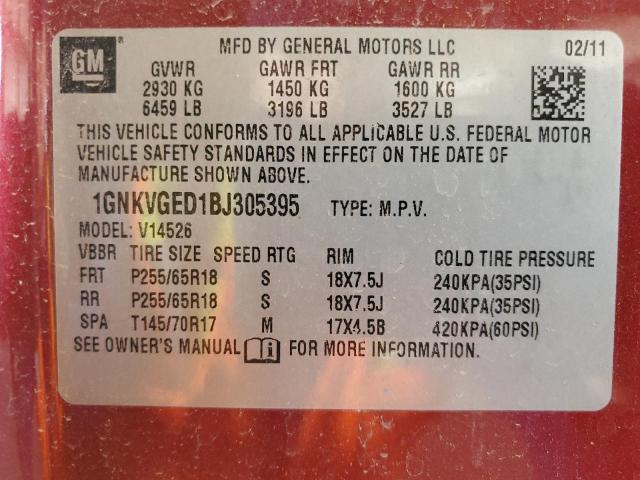 GM MFD BY GENERAL MOTORS LLC 02/11
GVWR GAWR FRT GAWR RR
2930 KG 1450 KG 1600 KG
6459 LB 3196 LB 3527 LB
THIS VEHICLE CONFORMS TO ALL APPLICABLE U.S. FEDERAL MOTOR
VEHICLE SAFETY STANDARDS IN EFFECT ON THE DATE OF
MANUFACTURE SHOWN ABOVE.
1GNKVGED1BJ305395 TYPE: M.P.V.
MODEL: V14526
VBBR TIRE SIZE SPEED RTG RIM COLD TIRE PRESSURE
FRT P255/65R18 S 18X7.5J 240KPA(35PSI)
RR P255/65R18 S 18X7.5J 240KPA(35PSI)
SPA T145/70R17 M 17X4.5B 420KPA(60PSI)
SEE OWNER'S MANUAL i FOR MORE INFORMATION.